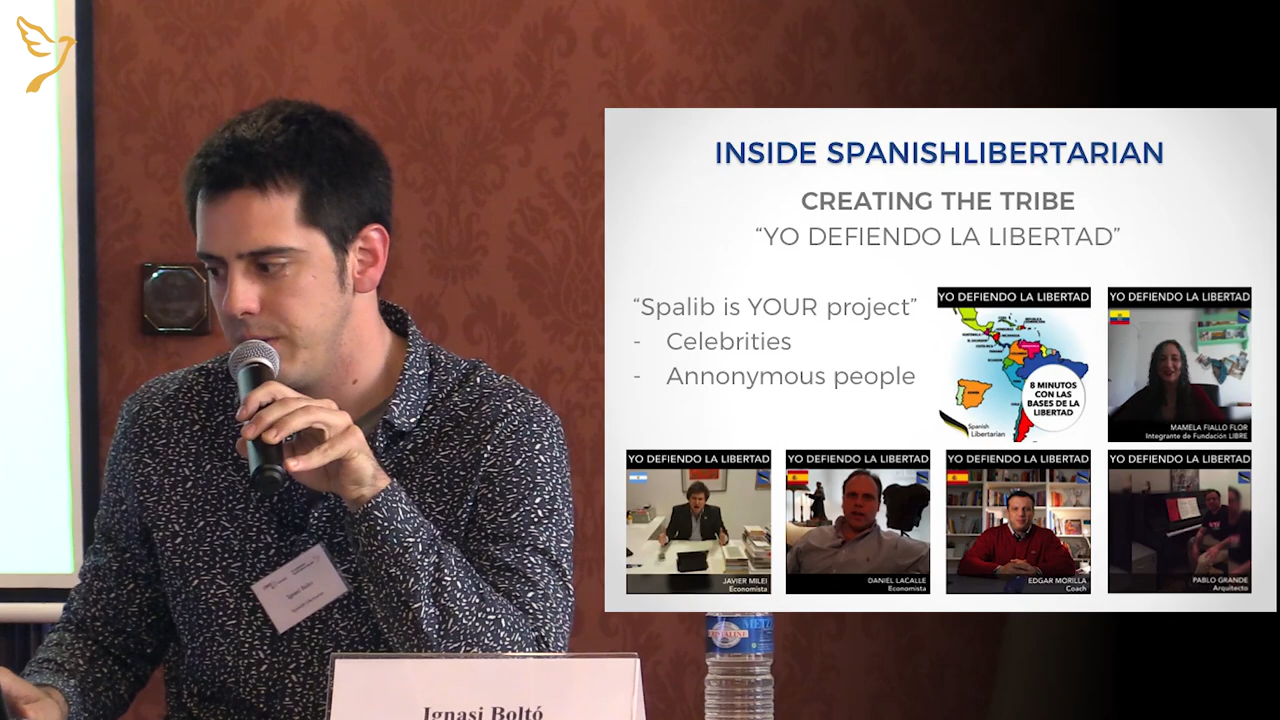 INSIDE SPANISHLIBERTARIAN
CREATING THE TRIBE
“YO DEFIENDO LA LIBERTAD”
“Spalib is YOUR project”
- Celebrities
- Annonymous people
YO DEFIENDO LA LIBERTAD
8 MINUTOS
CON LAS
BASES DE LA
LIBERTAD
Spanish
Libertarian
YO DEFIENDO LA LIBERTAD
MAMELA FIALLO FLOR
Integrante de Fundación LIBRE
YO DEFIENDO LA LIBERTAD
JAVIER MILEI
Economista
YO DEFIENDO LA LIBERTAD
DANIEL LACALLE
Economista
YO DEFIENDO LA LIBERTAD
EDGAR MORILLA
Coach
YO DEFIENDO LA LIBERTAD
PABLO GRANDE
Arquitecto
Ignasi Boltó